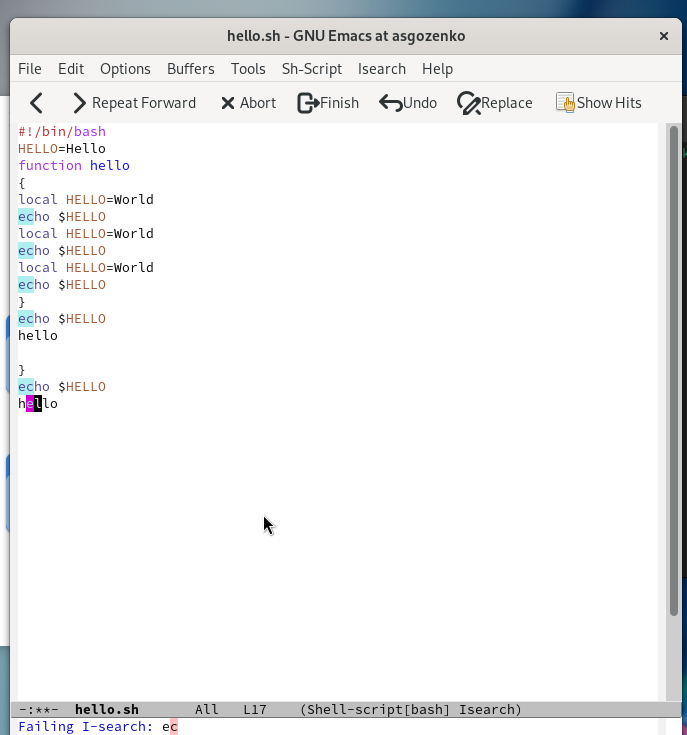 hello.sh - GNU Emacs at asgozenko
File Edit Options Buffers Tools Sh-Script Isearch Help
Repeat Forward Abort Finish Undo Replace Show Hits
#!/bin/bash
HELLO=Hello
function hello
{
local HELLO=World
echo $HELLO
local HELLO=World
echo $HELLO
local HELLO=World
echo $HELLO
}
echo $HELLO
hello
}
echo $HELLO
hello
-:**- hello.sh All L17 (Shell-script[bash] Isearch)
Failing I-search: ec